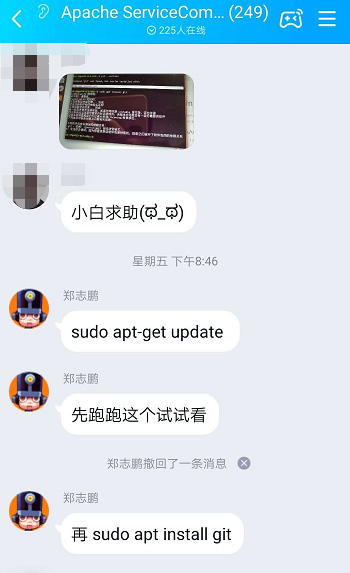 Apache ServiceCom... (249)
225人在线
小白求助(ಥ_ಥ)
星期五 下午8:46
郑志鹏
sudo apt-get update
郑志鹏
先跑跑这个试试看
郑志鹏撤回了一条消息
郑志鹏
再 sudo apt install git